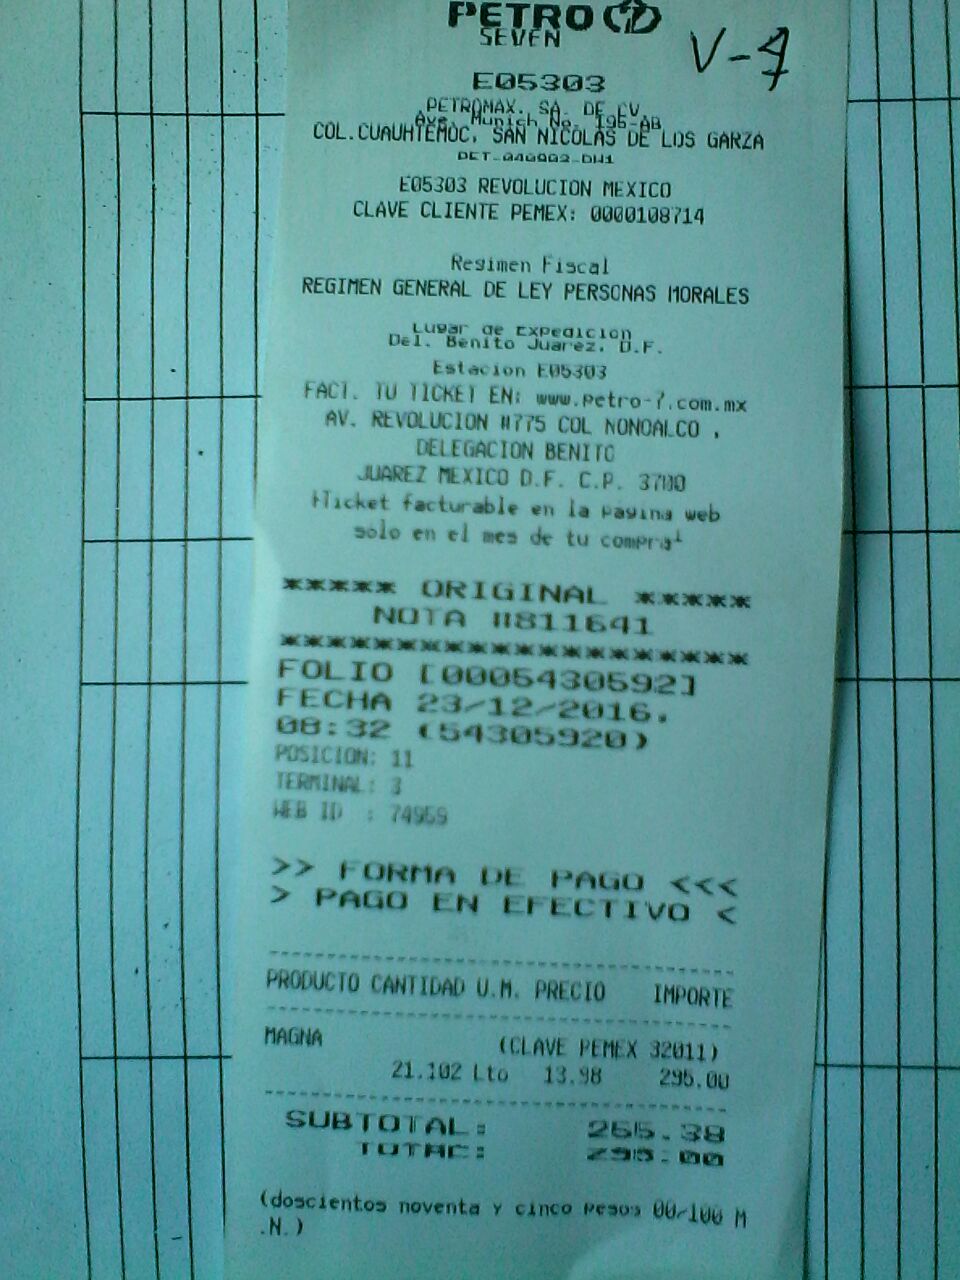 PETRO 7
SEVEN
V-7
E05303
PETROMAX, SA. DE CV.
Ave. Munich No. 195-AB
COL.CUAUHTEMOC, SAN NICOLAS DE LOS GARZA
E05303 REVOLUCION MEXICO
CLAVE CLIENTE PEMEX: 0000108714
Regimen Fiscal
REGIMEN GENERAL DE LEY PERSONAS MORALES
Lugar de Expedicion
Del. Benito Juarez, D.F.
Estacion E05303
FACT. TU TICKET EN: www.petro-7.com.mx
AV. REVOLUCION #775 COL NONOALCO ,
DELEGACION BENITO
JUAREZ MEXICO D.F. C.P. 3700
Ticket facturable en la pagina web
solo en el mes de tu compra
***** ORIGINAL *****
NOTA #811641
********************
FOLIO [0005430592]
FECHA 23/12/2016,
08:32 (54305920)
POSICION: 11
TERMINAL: 3
WEB ID : 74959
>> FORMA DE PAGO <<<
> PAGO EN EFECTIVO <
PRODUCTO CANTIDAD U.M. PRECIO IMPORTE
MAGNA (CLAVE PEMEX 32011)
21.102 Lto 13.98 295.00
SUBTOTAL: 255.38
TOTAL: 295.00
(doscientos noventa y cinco pesos 00/100 M
.N.)